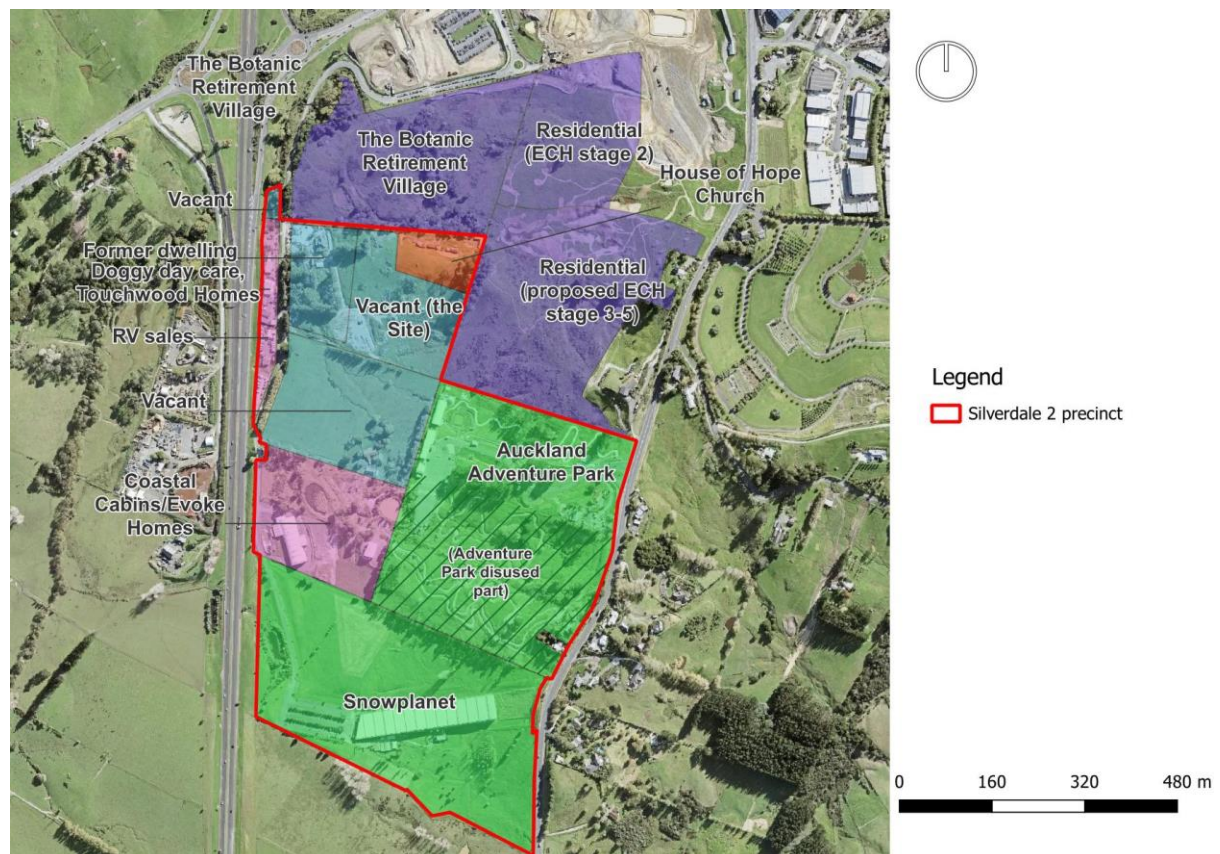 The Botanic
Retirement
Village
The Botanic
Retirement
Village
Residential
(ECH stage 2)
House of Hope
Church
Vacant
Former dwelling
Doggy day care,
Touchwood Homes
Vacant (the
Site)
Residential
(proposed ECH
stage 3-5)
RV sales
Vacant
Auckland
Adventure Park
Coastal
Cabins/Evoke
Homes
(Adventure
Park disused
part)
Snowplanet
Legend
Silverdale 2 precinct
0 160 320 480 m